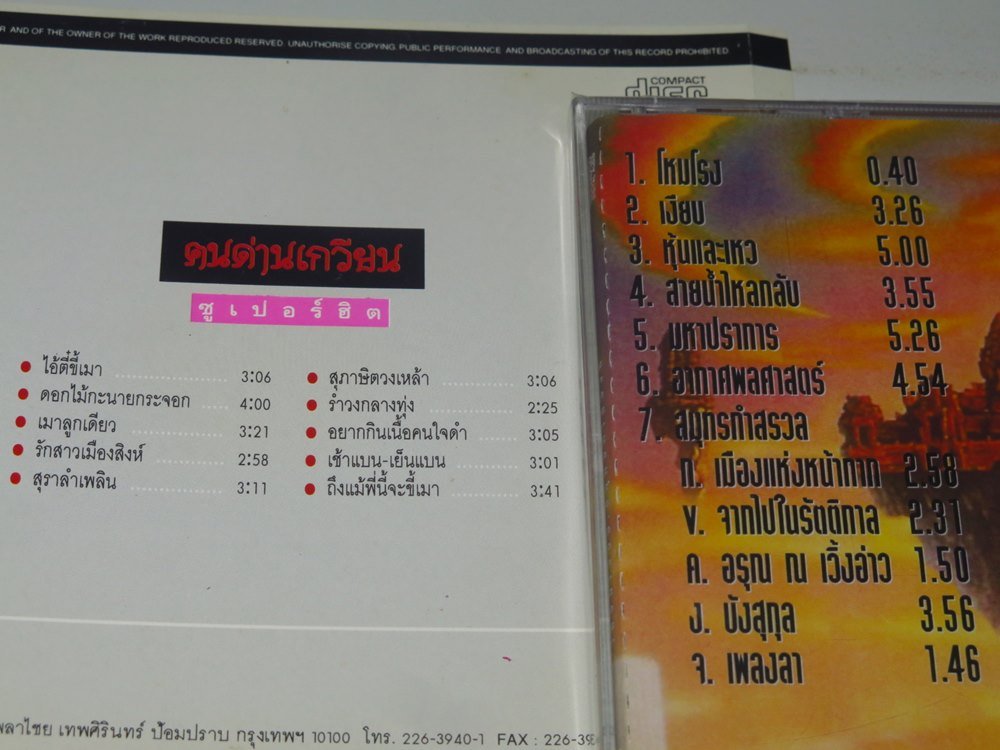 R AND OF THE OWNER OF THE WORK REPRODUCED RESERVED UNAUTHORISE COPYING PUBLIC PERFORMANCE AND BROADCASTING OF THIS RECORD PROHIBITED
COMPACT
disc
คนด่านเกวียน
ซูเปอร์ฮิต
ไอ้ตี๋ขี้เมา 3:06
ดอกไม้กะนายกระจอก 4:00
เมาลูกเดียว 3:21
รักสาวเมืองสิงห์ 2:58
สุราลำเพลิน 3:11
สุภาษิตวงเหล้า 3:06
รำวงกลางทุ่ง 2:25
อยากกินเนื้อคนใจดำ 3:05
เช้าแบน-เย็นแบน 3:01
ถึงแม้พี่นี้จะขี้เมา 3:41
พลาไชย เทพศิรินทร์ ป้อมปราบ กรุงเทพฯ 10100 โทร. 226-3940-1 FAX : 226-39
1. โหมโรง 0.40
2. เงียบ 3.26
3. หุ้นและเหว 5.00
4. สายน้ำไหลกลับ 3.55
5. มหาปราการ 5.26
6. อากาศพลศาสตร์ 4.54
7. สมุทรกำสรวล
ก. เมืองแห่งหน้ากาก 2.58
ข. จากไปในรัตติกาล 2.31
ค. อรุณ ณ เวิ้งอ่าว 1.50
ง. บังสุกุล 3.56
จ. เพลงลา 1.46